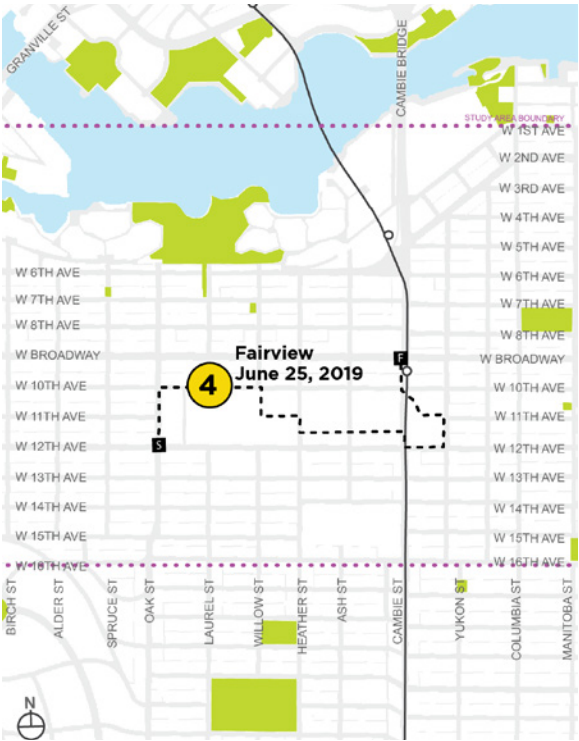 GRANVILLE ST
CAMBIE BRIDGE
STUDY AREA BOUNDARY
W 1ST AVE
W 2ND AVE
W 3RD AVE
W 4TH AVE
W 5TH AVE
W 6TH AVE
W 6TH AVE
W 7TH AVE
W 7TH AVE
W 8TH AVE
W 8TH AVE
W BROADWAY
Fairview
F
W BROADWAY
June 25, 2019
W 10TH AVE
4
W 10TH AVE
W 11TH AVE
W 11TH AVE
W 12TH AVE
S
W 12TH AVE
W 13TH AVE
W 13TH AVE
W 14TH AVE
W 14TH AVE
W 15TH AVE
W 15TH AVE
W 16TH AVE
W 16TH AVE
BIRCH ST
ALDER ST
SPRUCE ST
OAK ST
LAUREL ST
WILLOW ST
HEATHER ST
ASH ST
CAMBIE ST
YUKON ST
COLUMBIA ST
MANITOBA ST
N